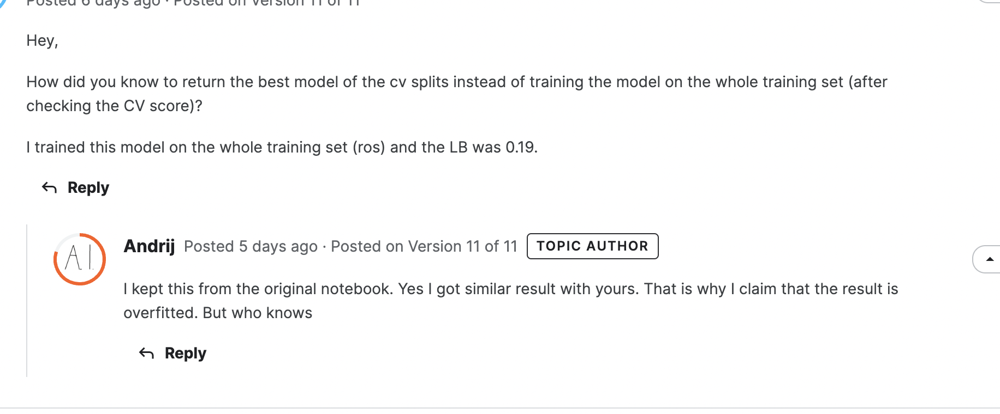 Posted 6 days ago · Posted on Version 11 of 11
Hey,
How did you know to return the best model of the cv splits instead of training the model on the whole training set (after
checking the CV score)?
I trained this model on the whole training set (ros) and the LB was 0.19.
Reply
A.I.
Andrij Posted 5 days ago · Posted on Version 11 of 11 TOPIC AUTHOR
I kept this from the original notebook. Yes I got similar result with yours. That is why I claim that the result is
overfitted. But who knows
Reply